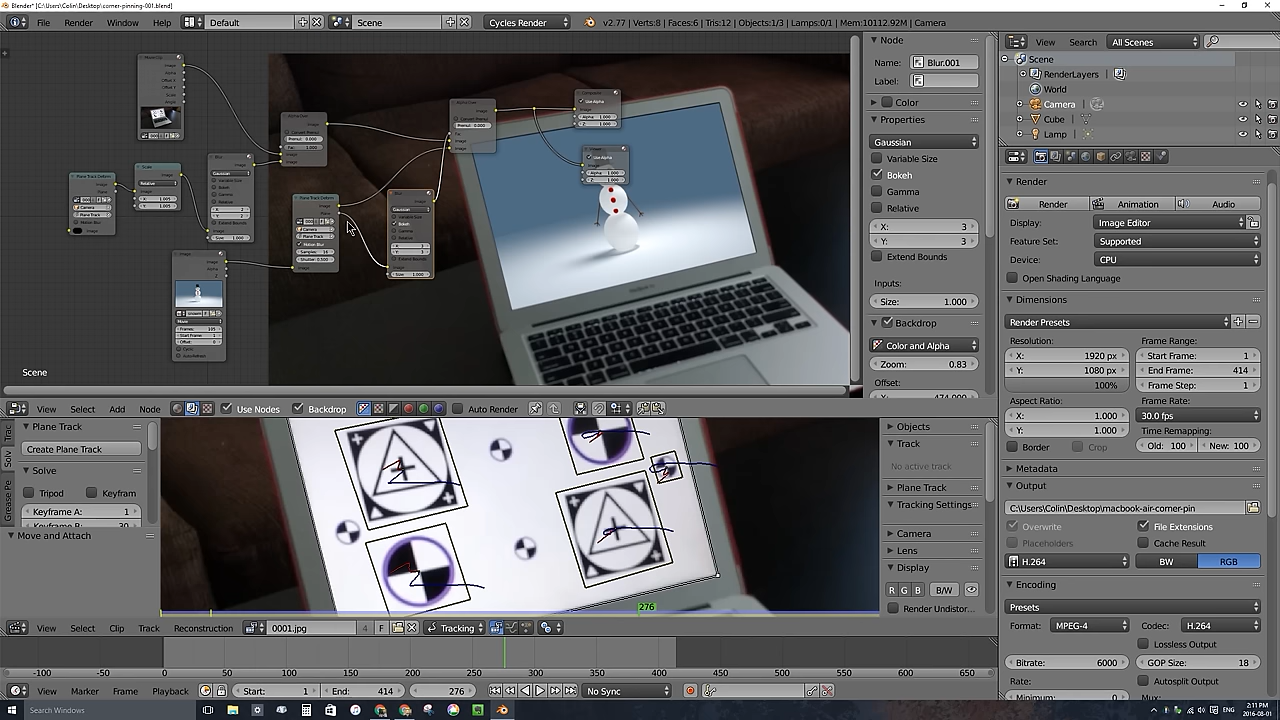 Blender* [C:\Users\Colin\Desktop\corner-pinning-001.blend]
File Render Window Help Default Scene Cycles Render v2.77 | Verts:8 | Faces:6 | Tris:12 | Objects:1/3 | Lamps:0/1 | Mem:10112.92M | Camera
Node
Name: Blur.001
Label:
Color
Properties
Gaussian
Variable Size
Bokeh
Gamma
Relative
X: 3
Y: 3
Extend Bounds
Inputs:
Size: 1.000
Backdrop
Color and Alpha
Zoom: 0.83
Offset:
Scene
View Select Add Node Use Nodes Backdrop Auto Render
View Search All Scenes
Scene
RenderLayers
World
Camera
Cube
Lamp
Render
Render Animation Audio
Display: Image Editor
Feature Set: Supported
Device: CPU
Open Shading Language
Dimensions
Render Presets
Resolution: Frame Range:
X: 1920 px Start Frame: 1
Y: 1080 px End Frame: 414
100% Frame Step: 1
Aspect Ratio: Frame Rate:
X: 1.000 30.0 fps
Y: 1.000 Time Remapping:
Border Crop Old: 100 New: 100
Metadata
Output
C:\Users\Colin\Desktop\macbook-air-corner-pin
Overwrite File Extensions
Placeholders Cache Result
H.264 BW RGB
Encoding
Presets
Format: MPEG-4 Codec: H.264
Lossless Output
Bitrate: 6000 GOP Size: 18
Rate: Autosplit Output
Minimum: 0 Mux:
Plane Track
Create Plane Track
Solve
Tripod Keyfram
Keyframe A: 1
Keyframe B: 30
Move and Attach
276
Objects
Track
No active track
Plane Track
Tracking Settings
Camera
Lens
Display
R G B B/W
Render Undistor...
View Select Clip Track Reconstruction 0001.jpg 4 F Tracking
-100 -50 0 50 100 150 200 250 300 350 400 450 500 550 600 650
View Marker Frame Playback Start: 1 End: 414 276 No Sync
Search Windows
ENG 2:11 PM
2016-03-01